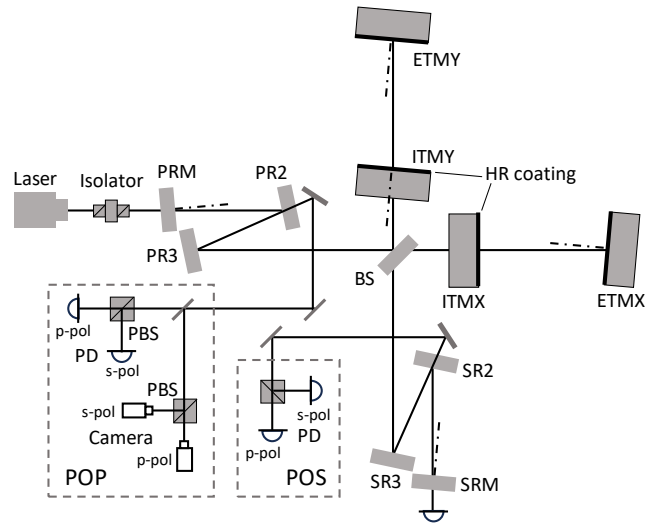 ETMY
ITMY
HR coating
Laser
Isolator
PRM
PR2
PR3
BS
ITMX
ETMX
p-pol
PBS
PD
s-pol
PBS
s-pol
Camera
p-pol
POP
s-pol
PD
p-pol
POS
SR2
SR3
SRM